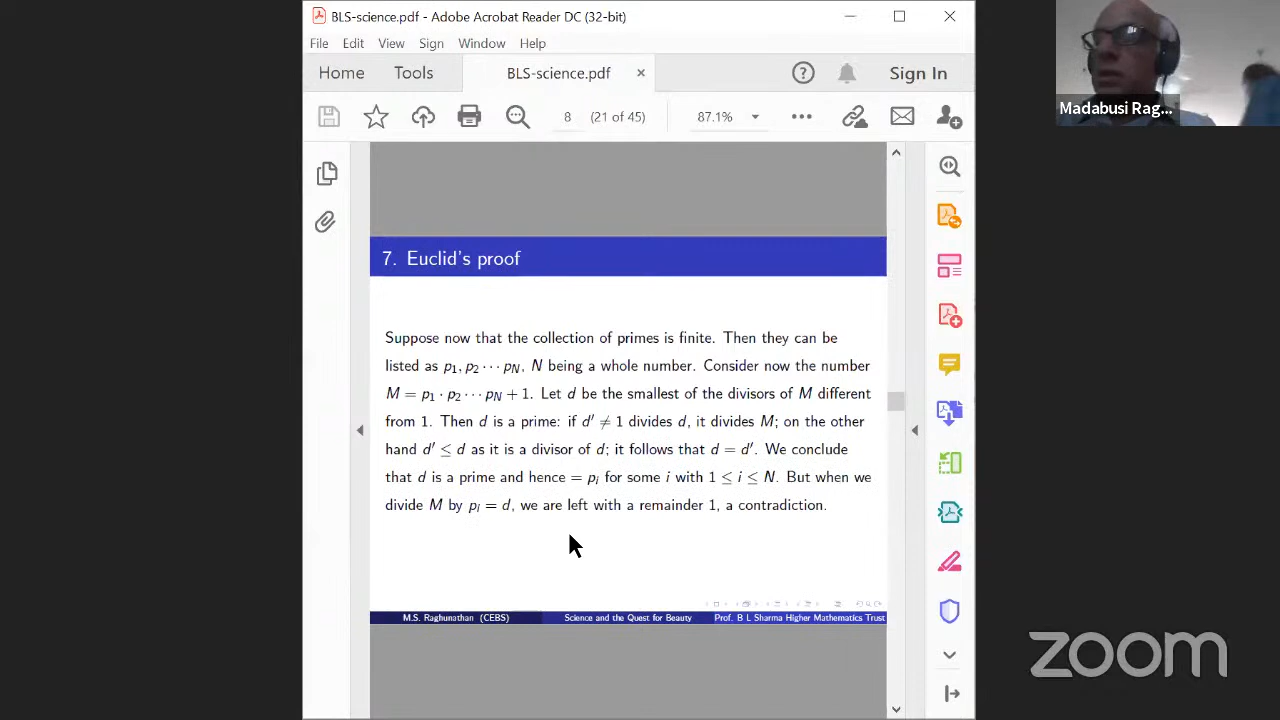 BLS-science.pdf - Adobe Acrobat Reader DC (32-bit)
File Edit View Sign Window Help
Home Tools BLS-science.pdf × Sign In
8 (21 of 45) 87.1%
Madabusi Rag...
7. Euclid's proof
Suppose now that the collection of primes is finite. Then they can be
listed as p₁, p₂ ⋯ p_N, N being a whole number. Consider now the number
M = p₁ · p₂ ⋯ p_N + 1. Let d be the smallest of the divisors of M different
from 1. Then d is a prime: if d′ ≠ 1 divides d, it divides M; on the other
hand d′ ≤ d as it is a divisor of d; it follows that d = d′. We conclude
that d is a prime and hence = pᵢ for some i with 1 ≤ i ≤ N. But when we
divide M by pᵢ = d, we are left with a remainder 1, a contradiction.
M.S. Raghunathan (CEBS) Science and the Quest for Beauty Prof. B L Sharma Higher Mathematics Trust
zoom